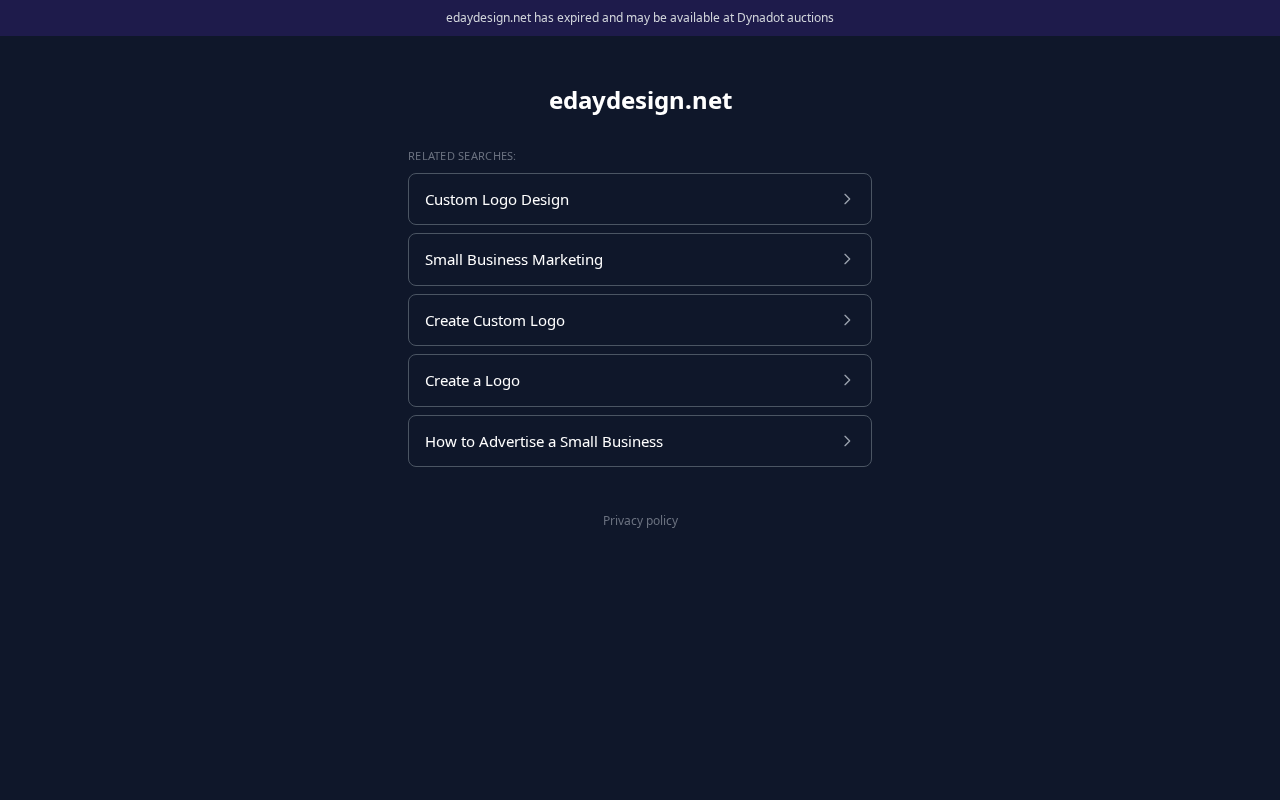 edaydesign.net has expired and may be available at Dynadot auctions
edaydesign.net
RELATED SEARCHES:
Custom Logo Design
Small Business Marketing
Create Custom Logo
Create a Logo
How to Advertise a Small Business
Privacy policy